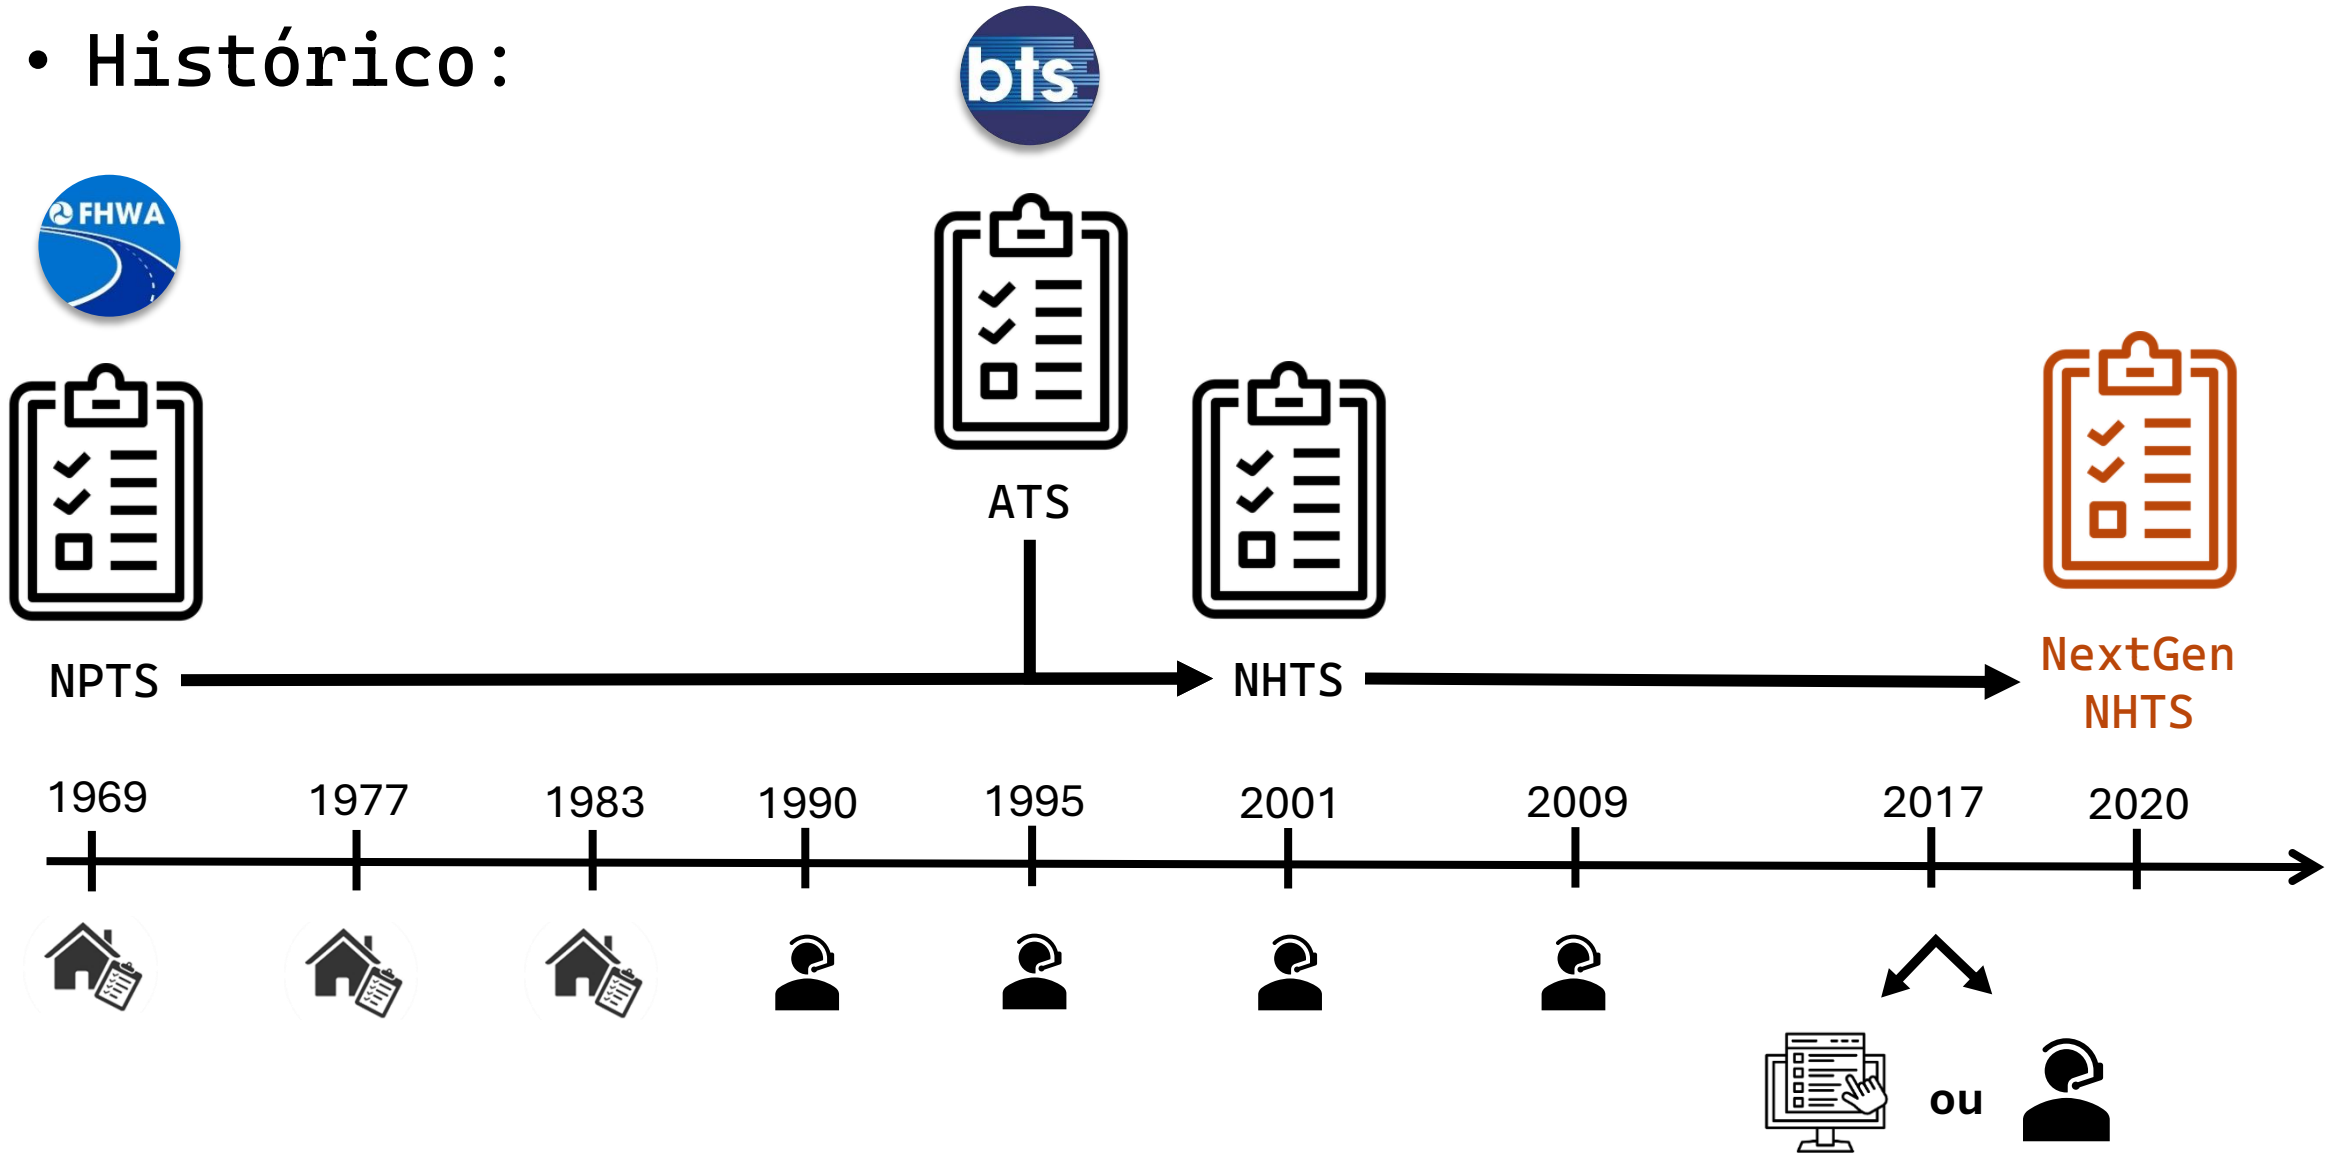 • Histórico:
bts
FHWA
ATS
NPTS
NHTS
NextGen
NHTS
1969
1977
1983
1990
1995
2001
2009
2017
2020
ou